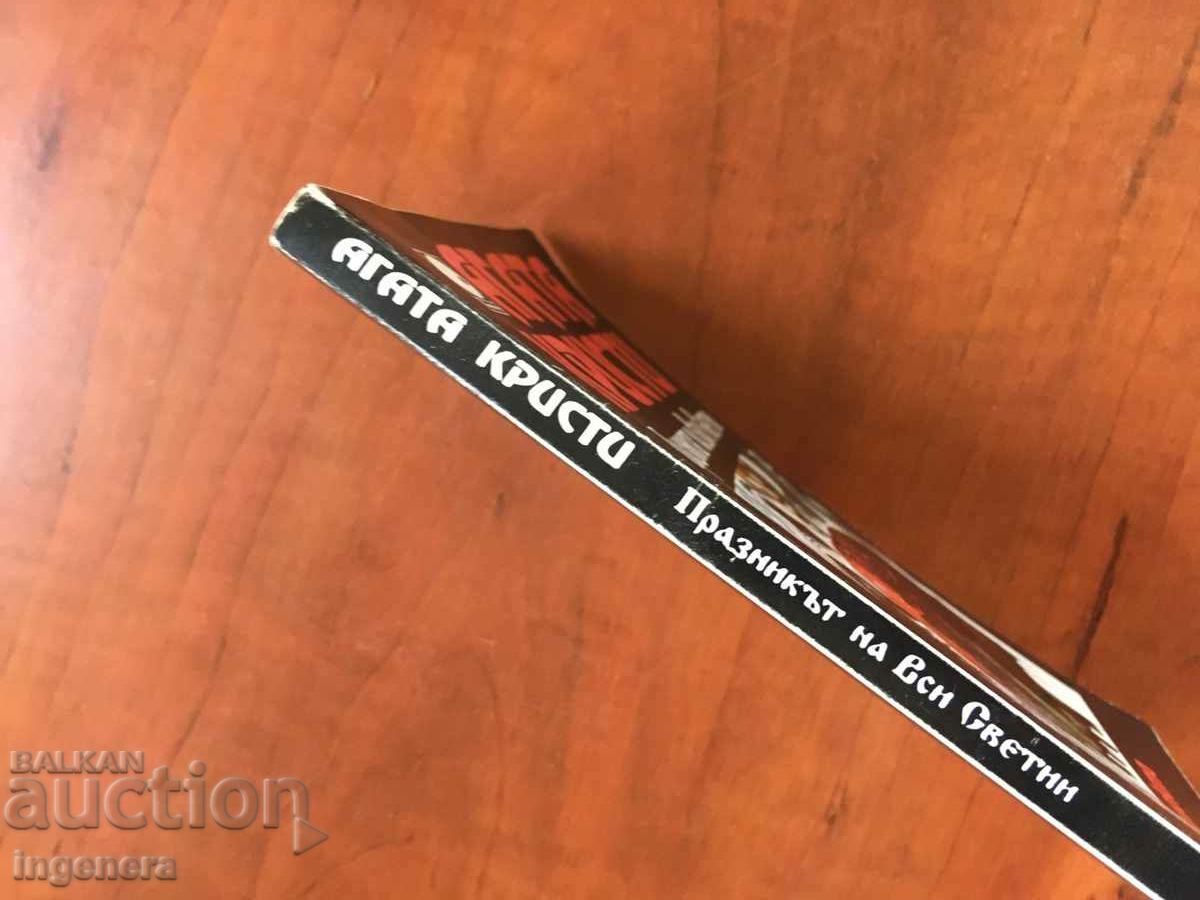 АГАТА КРИСТИ Празникът на Вси Светии
BALKAN
auction
ingenera